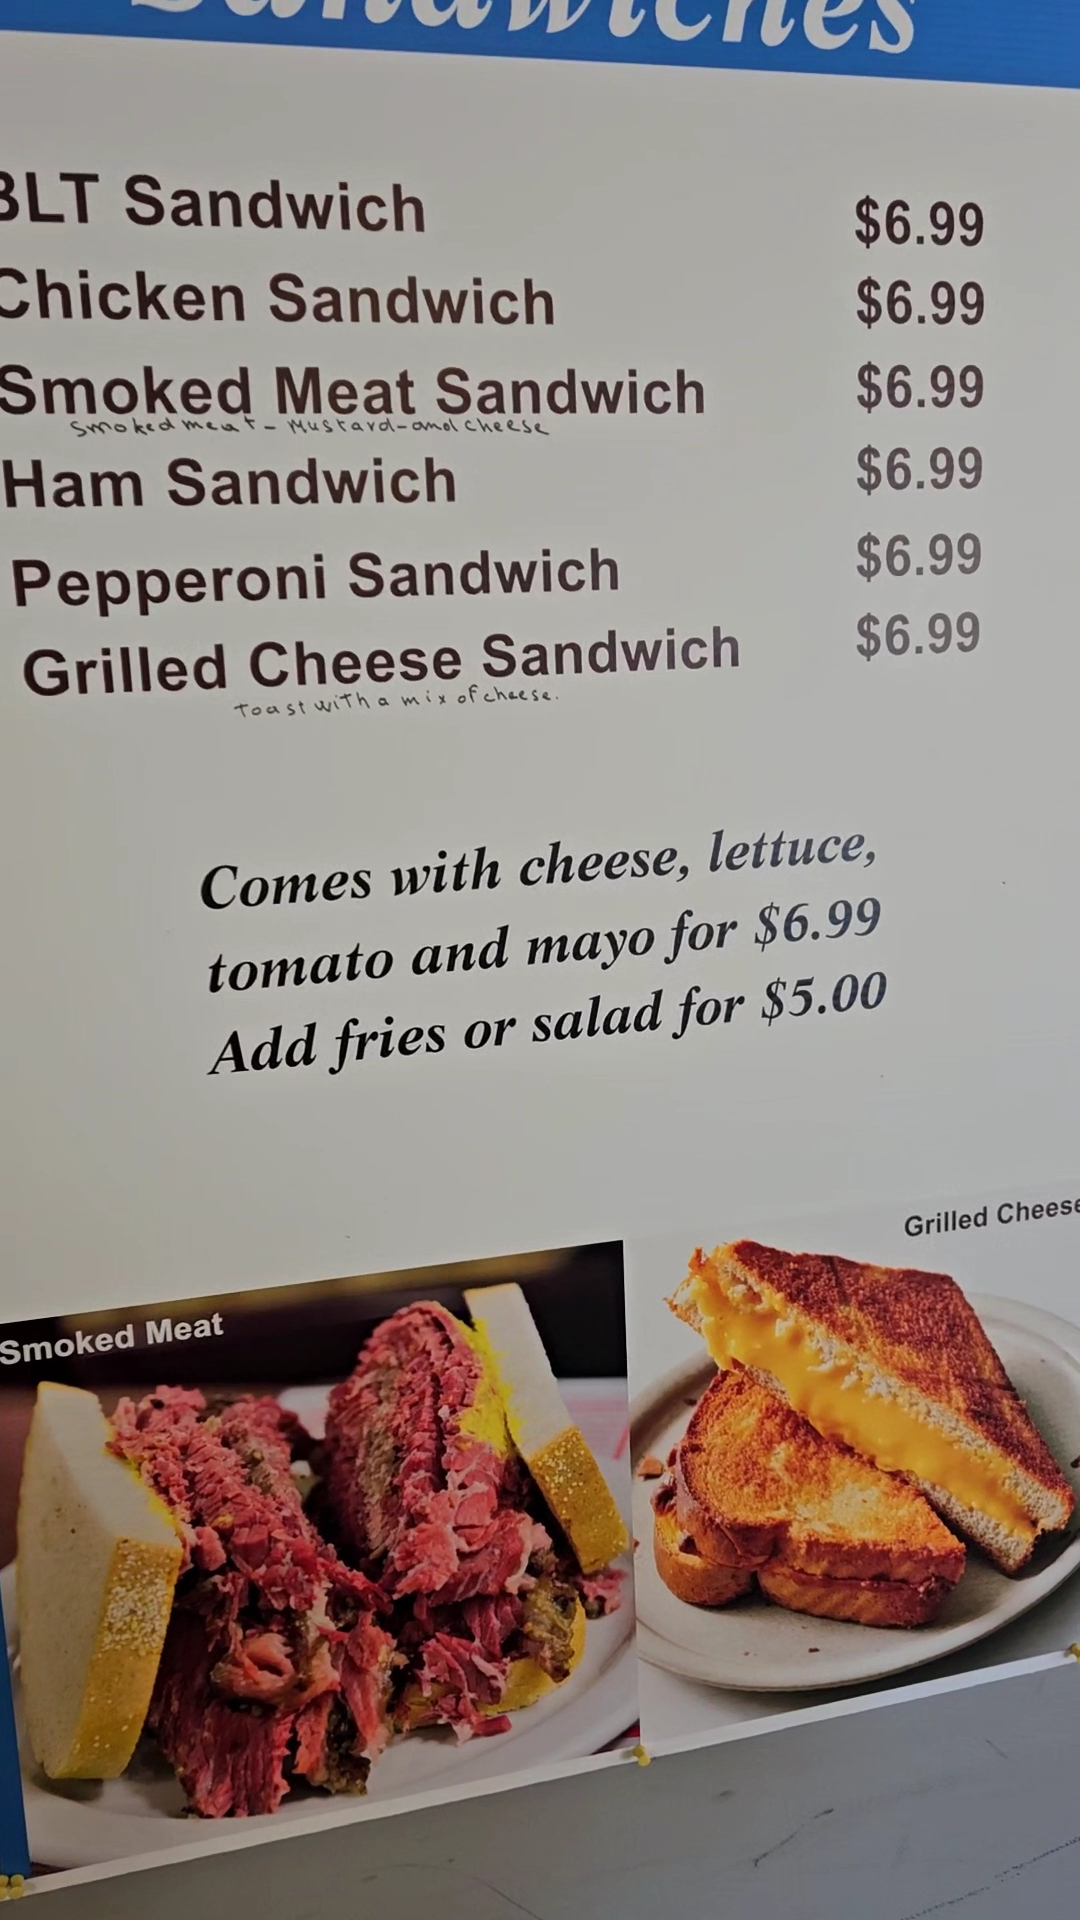 Sandwiches
BLT Sandwich $6.99
Chicken Sandwich $6.99
Smoked Meat Sandwich $6.99
Smoked meat - Mustard - and cheese
Ham Sandwich $6.99
Pepperoni Sandwich $6.99
Grilled Cheese Sandwich $6.99
Toast with a mix of cheese.
Comes with cheese, lettuce,
tomato and mayo for $6.99
Add fries or salad for $5.00
Grilled Cheese
Smoked Meat